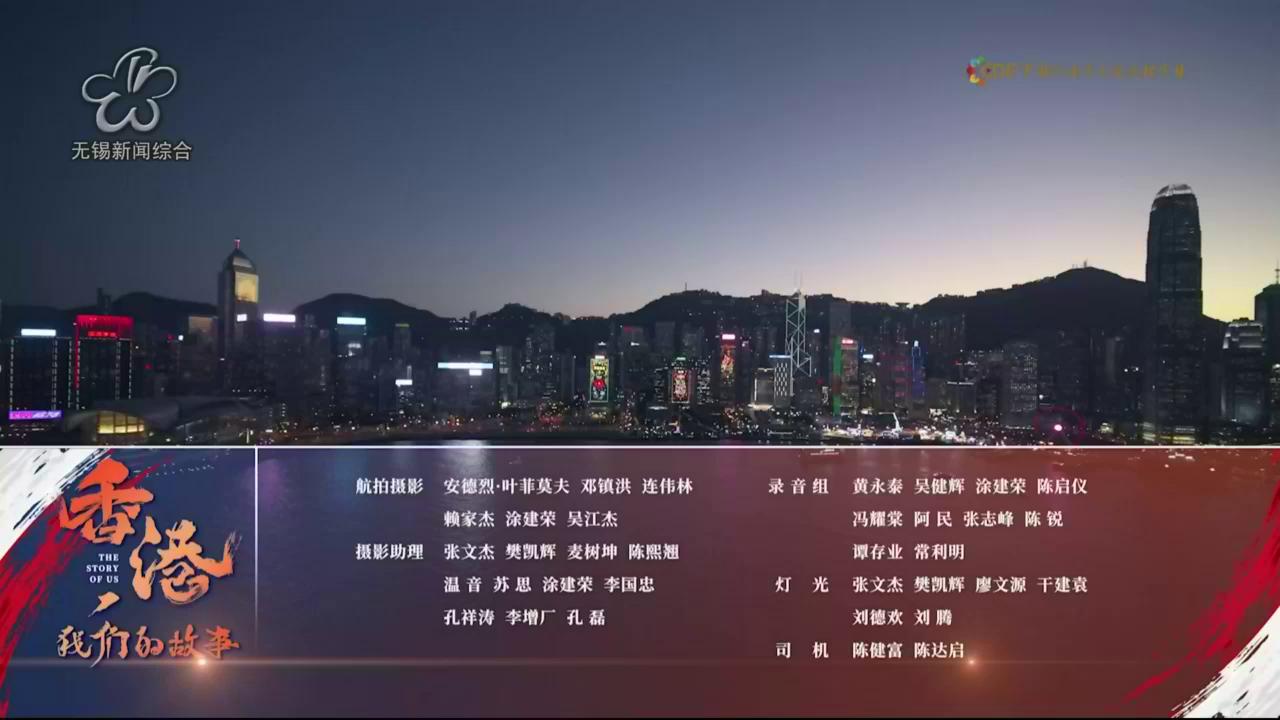 无锡新闻综合
香港
THE
STORY
OF US
我们的故事
航拍摄影 安德烈·叶菲莫夫 邓镇洪 连伟林
赖家杰 涂建荣 吴江杰
摄影助理 张文杰 樊凯辉 麦树坤 陈熙翘
温 音 苏 思 涂建荣 李国忠
孔祥涛 李增厂 孔 磊
录 音 组 黄永泰 吴健辉 涂建荣 陈启仪
冯耀棠 阿 民 张志峰 陈 锐
谭存业 常利明
灯 光 张文杰 樊凯辉 廖文源 干建袁
刘德欢 刘 腾
司 机 陈健富 陈达启